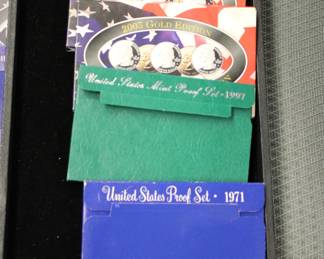 2005 GOLD EDITION
United States Mint Proof Set - 1997
United States Proof Set · 1971